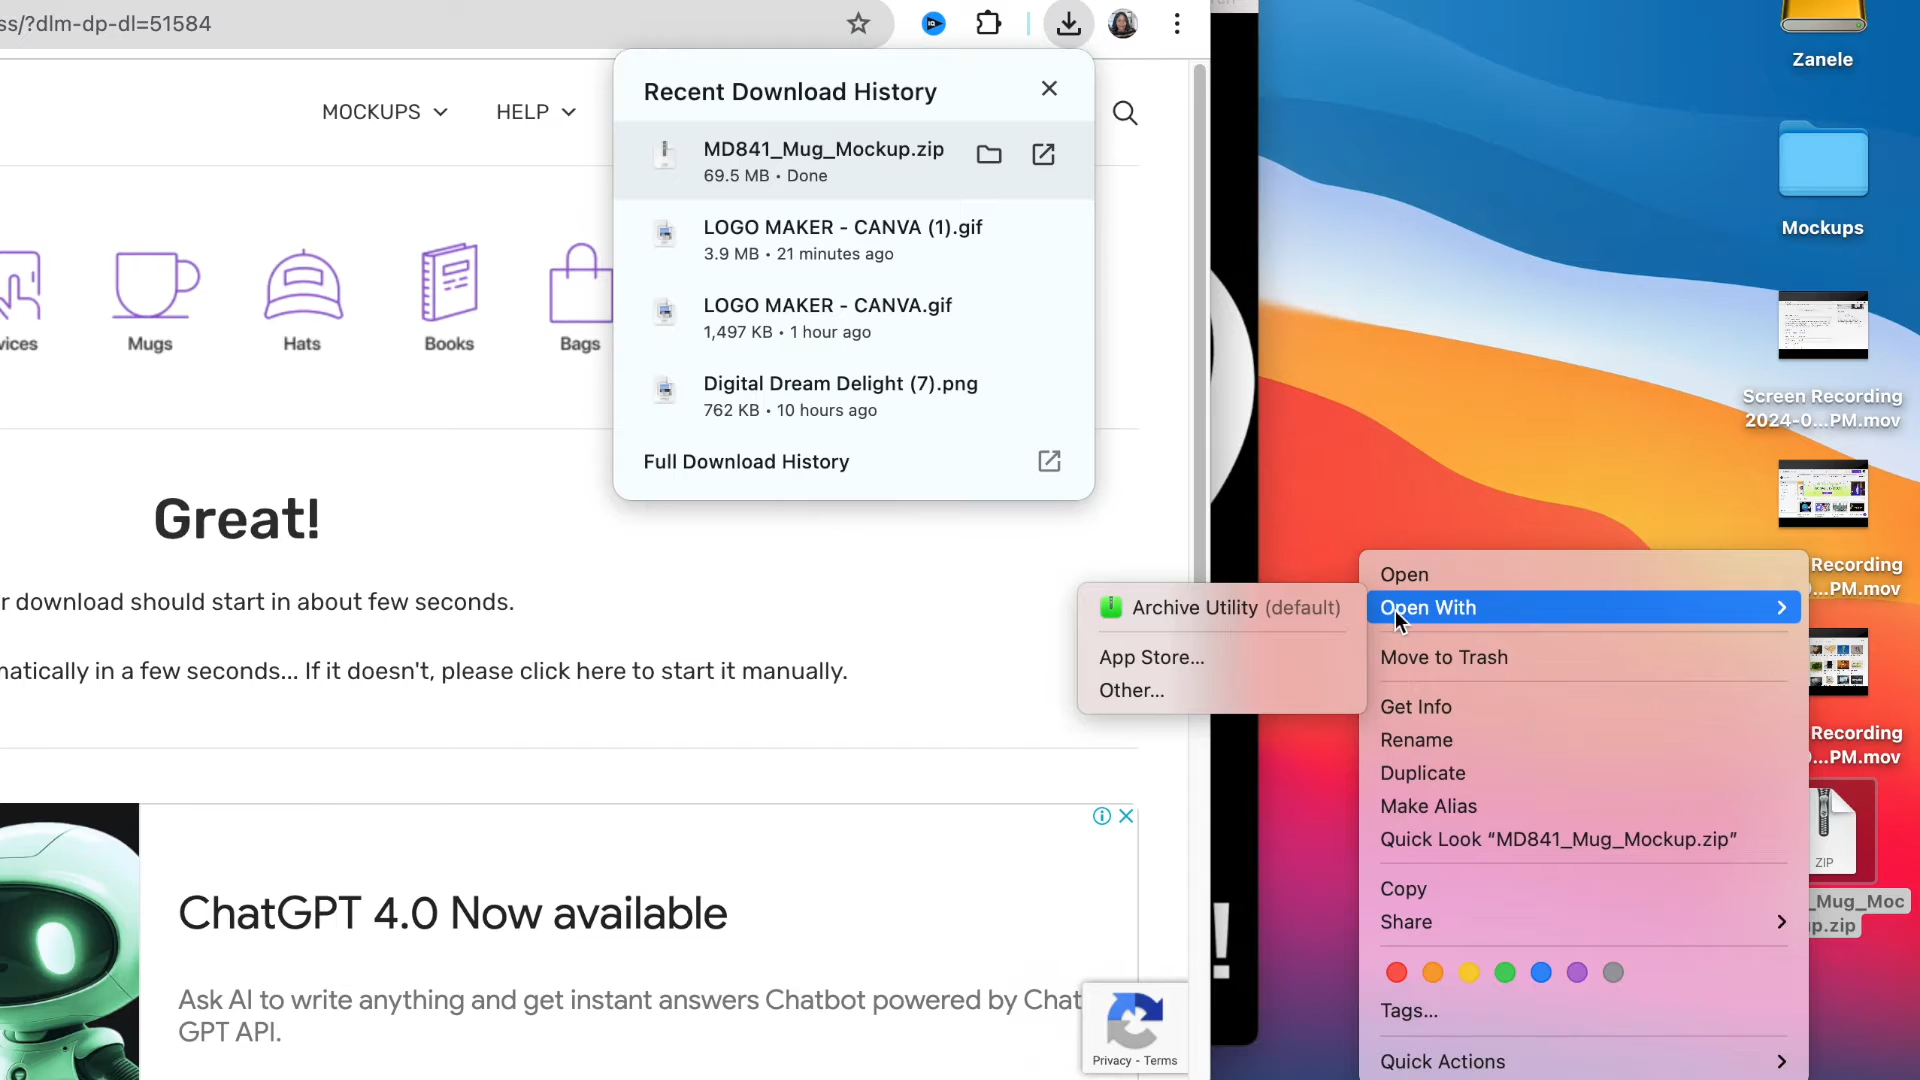 ss/?dlm-dp-dl=51584
MOCKUPS
HELP
vices
Mugs
Hats
Books
Bags
Great!
r download should start in about few seconds.
natically in a few seconds... If it doesn't, please click here to start it manually.
ChatGPT 4.0 Now available
Ask AI to write anything and get instant answers Chatbot powered by Chat
GPT API.
Privacy - Terms
Recent Download History
MD841_Mug_Mockup.zip
69.5 MB • Done
LOGO MAKER - CANVA (1).gif
3.9 MB • 21 minutes ago
LOGO MAKER - CANVA.gif
1,497 KB • 1 hour ago
Digital Dream Delight (7).png
762 KB • 10 hours ago
Full Download History
!
Archive Utility (default)
App Store...
Other...
Open
Open With
Move to Trash
Get Info
Rename
Duplicate
Make Alias
Quick Look “MD841_Mug_Mockup.zip”
Copy
Share
Tags...
Quick Actions
Zanele
Mockups
Screen Recording
2024-0...PM.mov
Recording
...PM.mov
Recording
...PM.mov
ZIP
_Mug_Moc
up.zip